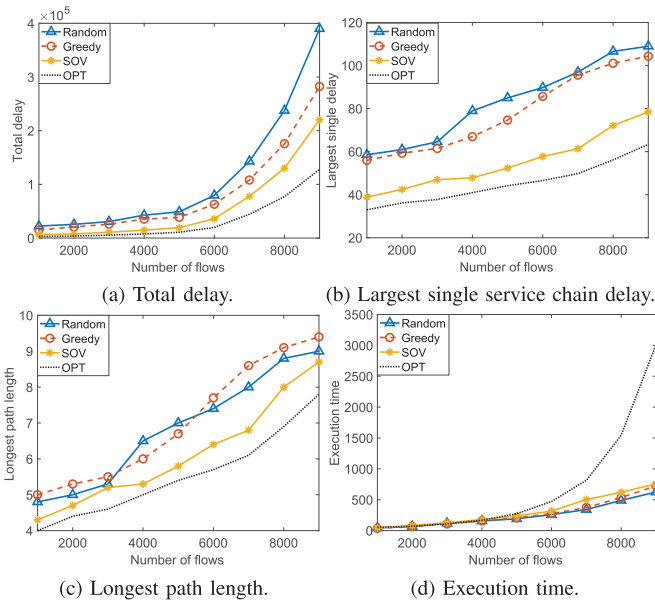 ×10^5
4
3
2
1
0
Total delay
Random
Greedy
SOV
OPT
2000 4000 6000 8000
Number of flows
(a) Total delay.
120
100
80
60
40
20
Largest single delay
Random
Greedy
SOV
OPT
2000 4000 6000 8000
Number of flows
(b) Largest single service chain delay.
10
9
8
7
6
5
4
Longest path length
Random
Greedy
SOV
OPT
2000 4000 6000 8000
Number of flows
(c) Longest path length.
3500
3000
2500
2000
1500
1000
500
0
Execution time
Random
Greedy
SOV
OPT
2000 4000 6000 8000
Number of flows
(d) Execution time.